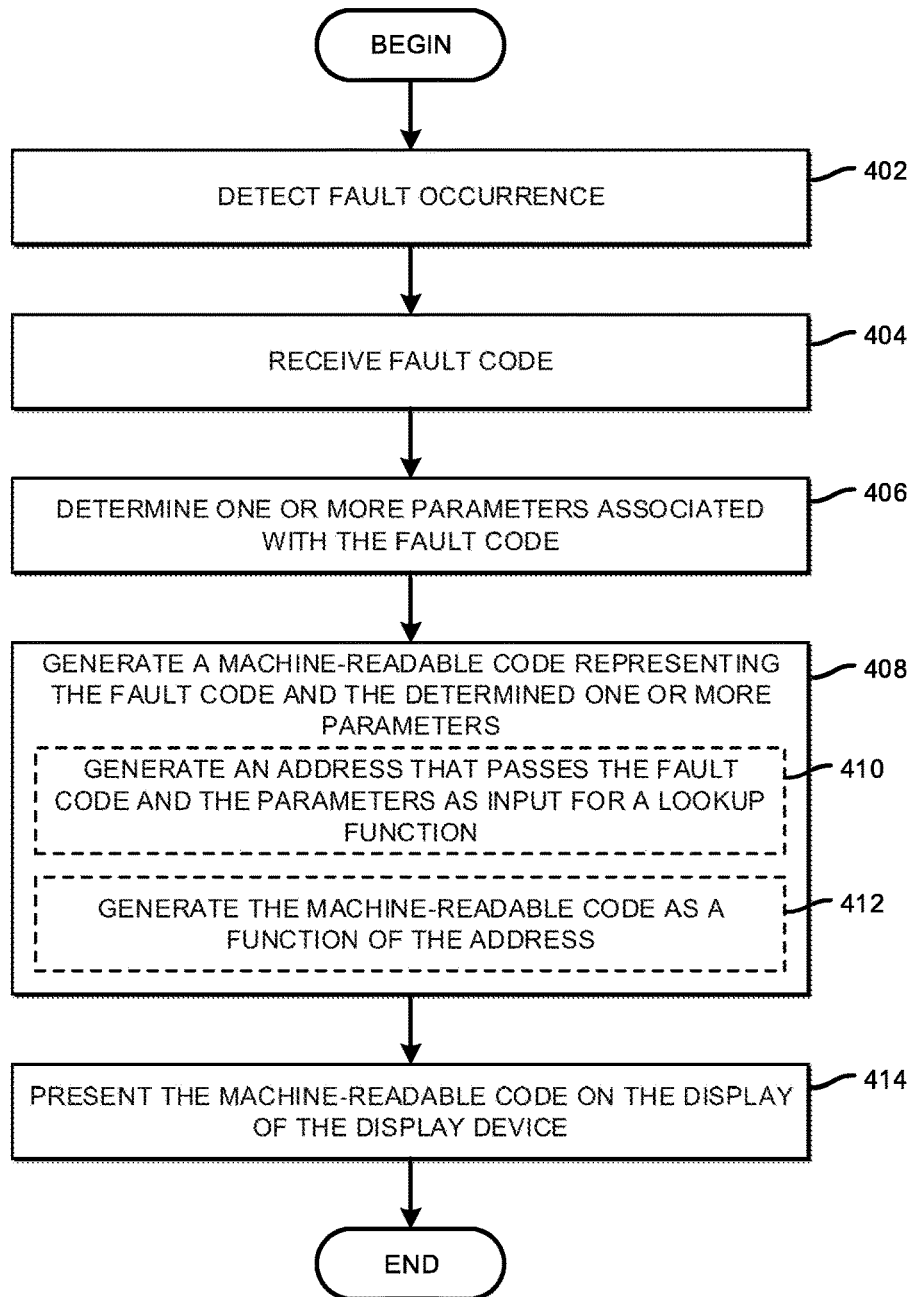 BEGIN
DETECT FAULT OCCURRENCE
402
RECEIVE FAULT CODE
404
DETERMINE ONE OR MORE PARAMETERS ASSOCIATED
WITH THE FAULT CODE
406
GENERATE A MACHINE-READABLE CODE REPRESENTING
THE FAULT CODE AND THE DETERMINED ONE OR MORE
PARAMETERS
408
GENERATE AN ADDRESS THAT PASSES THE FAULT
CODE AND THE PARAMETERS AS INPUT FOR A LOOKUP
FUNCTION
410
GENERATE THE MACHINE-READABLE CODE AS A
FUNCTION OF THE ADDRESS
412
PRESENT THE MACHINE-READABLE CODE ON THE DISPLAY
OF THE DISPLAY DEVICE
414
END